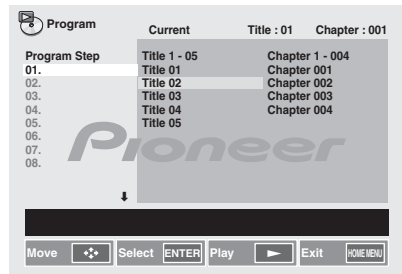 Program
Current Title : 01 Chapter : 001
Program Step Title 1 - 05 Chapter 1 - 004
01. Title 01 Chapter 001
02. Title 02 Chapter 002
03. Title 03 Chapter 003
04. Title 04 Chapter 004
05. Title 05
06.
07.
08.
Pioneer
Move Select ENTER Play Exit HOME MENU